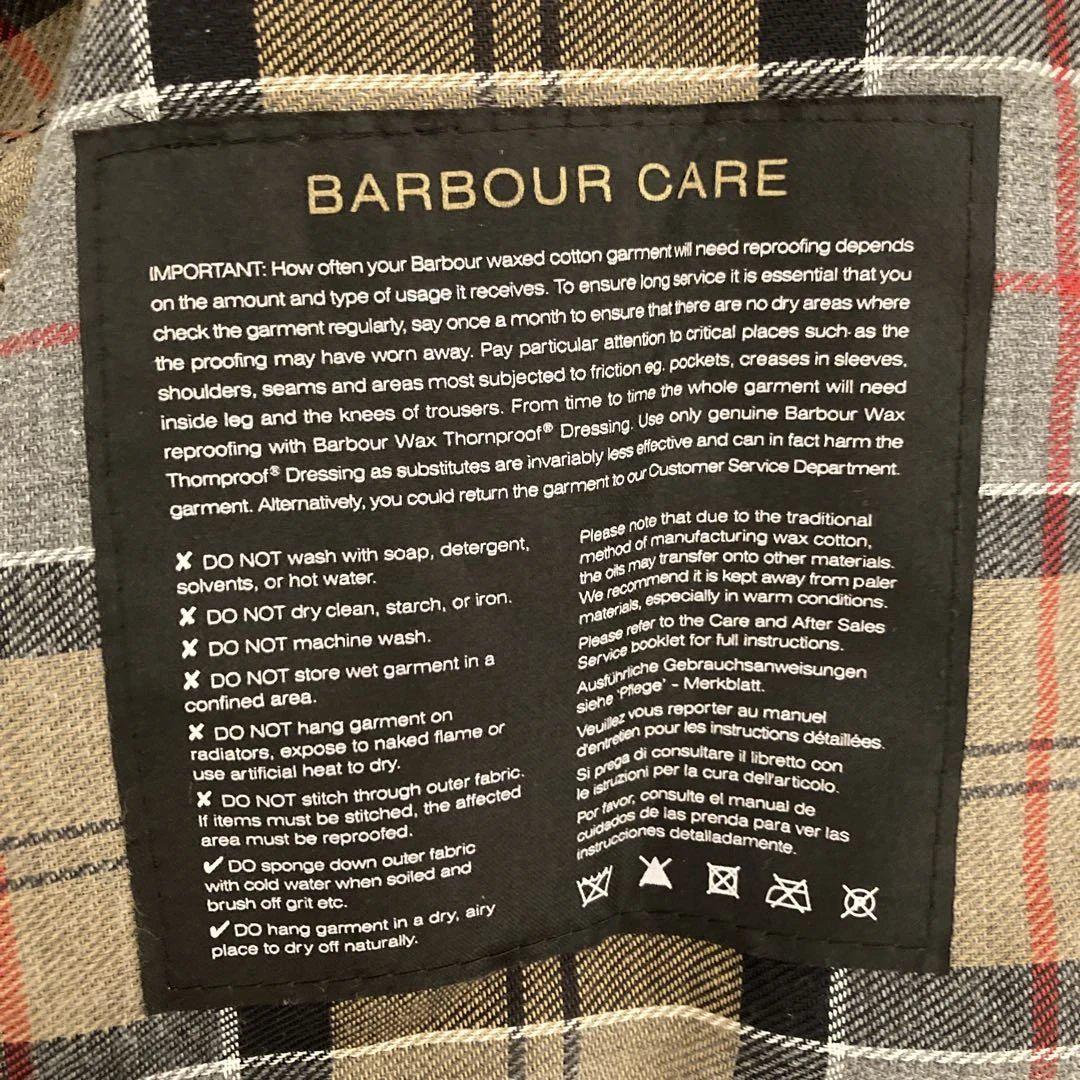 BARBOUR CARE
IMPORTANT: How often your Barbour waxed cotton garment will need reproofing depends
on the amount and type of usage it receives. To ensure long service it is essential that you
check the garment regularly, say once a month to ensure that there are no dry areas where
the proofing may have worn away. Pay particular attention to critical places such as the
shoulders, seams and areas most subjected to friction eg. pockets, creases in sleeves,
inside leg and the knees of trousers. From time to time the whole garment will need
reproofing with Barbour Wax Thornproof® Dressing. Use only genuine Barbour Wax
Thornproof® Dressing as substitutes are invariably less effective and can in fact harm the
garment. Alternatively, you could return the garment to our Customer Service Department.
✘ DO NOT wash with soap, detergent,
solvents, or hot water.
✘ DO NOT dry clean, starch, or iron.
✘ DO NOT machine wash.
✘ DO NOT store wet garment in a
confined area.
✘ DO NOT hang garment on
radiators, expose to naked flame or
use artificial heat to dry.
✘ DO NOT stitch through outer fabric.
If items must be stitched, the affected
area must be reproofed.
✔ DO sponge down outer fabric
with cold water when soiled and
brush off grit etc.
✔ DO hang garment in a dry, airy
place to dry off naturally.
Please note that due to the traditional
method of manufacturing wax cotton,
the oils may transfer onto other materials.
We recommend it is kept away from paler
materials, especially in warm conditions.
Please refer to the Care and After Sales
Service booklet for full instructions.
Ausführliche Gebrauchsanweisungen
siehe 'Pflege' - Merkblatt.
Veuillez vous reporter au manuel
d'entretien pour les instructions détaillées.
Si prega di consultare il libretto con
le istruzioni per la cura dell'articolo.
Por favor, consulte el manual de
cuidados de las prenda para ver las
instrucciones detalladamente.